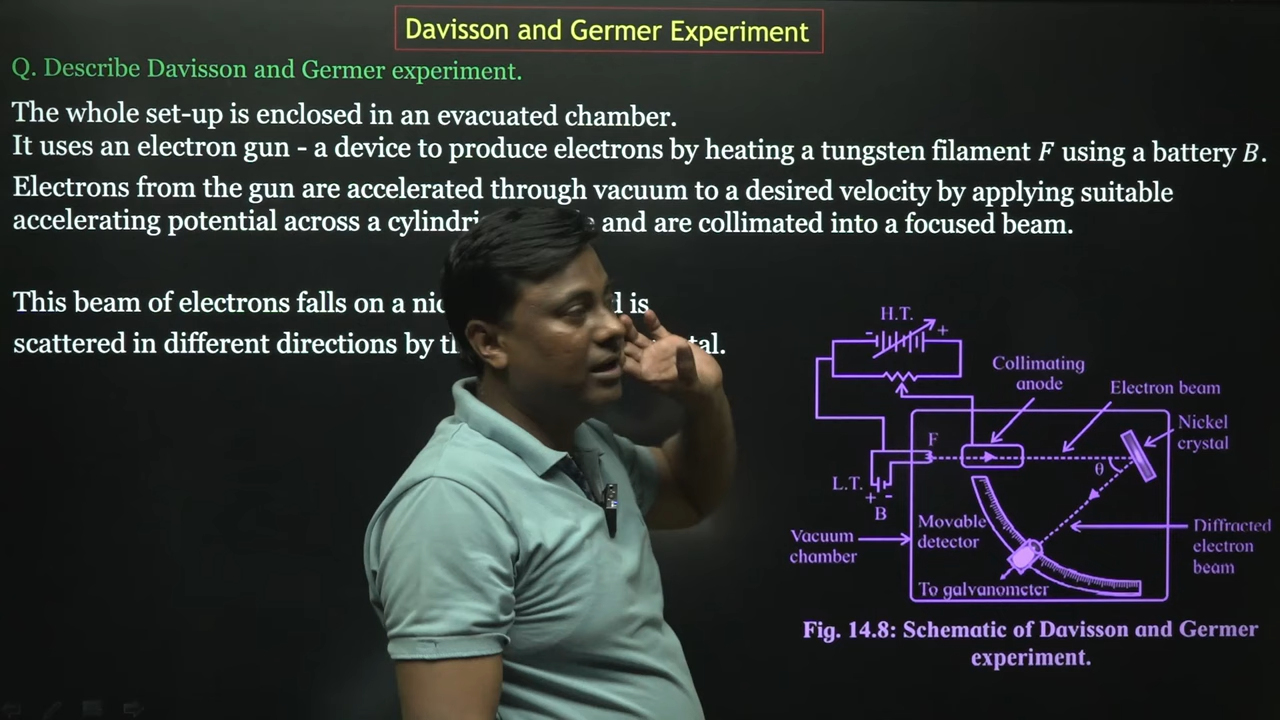 Davisson and Germer Experiment
Q. Describe Davisson and Germer experiment.
The whole set-up is enclosed in an evacuated chamber.
It uses an electron gun - a device to produce electrons by heating a tungsten filament F using a battery B.
Electrons from the gun are accelerated through vacuum to a desired velocity by applying suitable
accelerating potential across a and are collimated into a focused beam.
This beam of electrons falls on a is
scattered in different directions by
H.T.
- +
Collimating
anode
Electron beam
Nickel
crystal
F
θ
L.T.
+ -
B
Movable
detector
Vacuum
chamber
Diffracted
electron
beam
To galvanometer
Fig. 14.8: Schematic of Davisson and Germer
experiment.